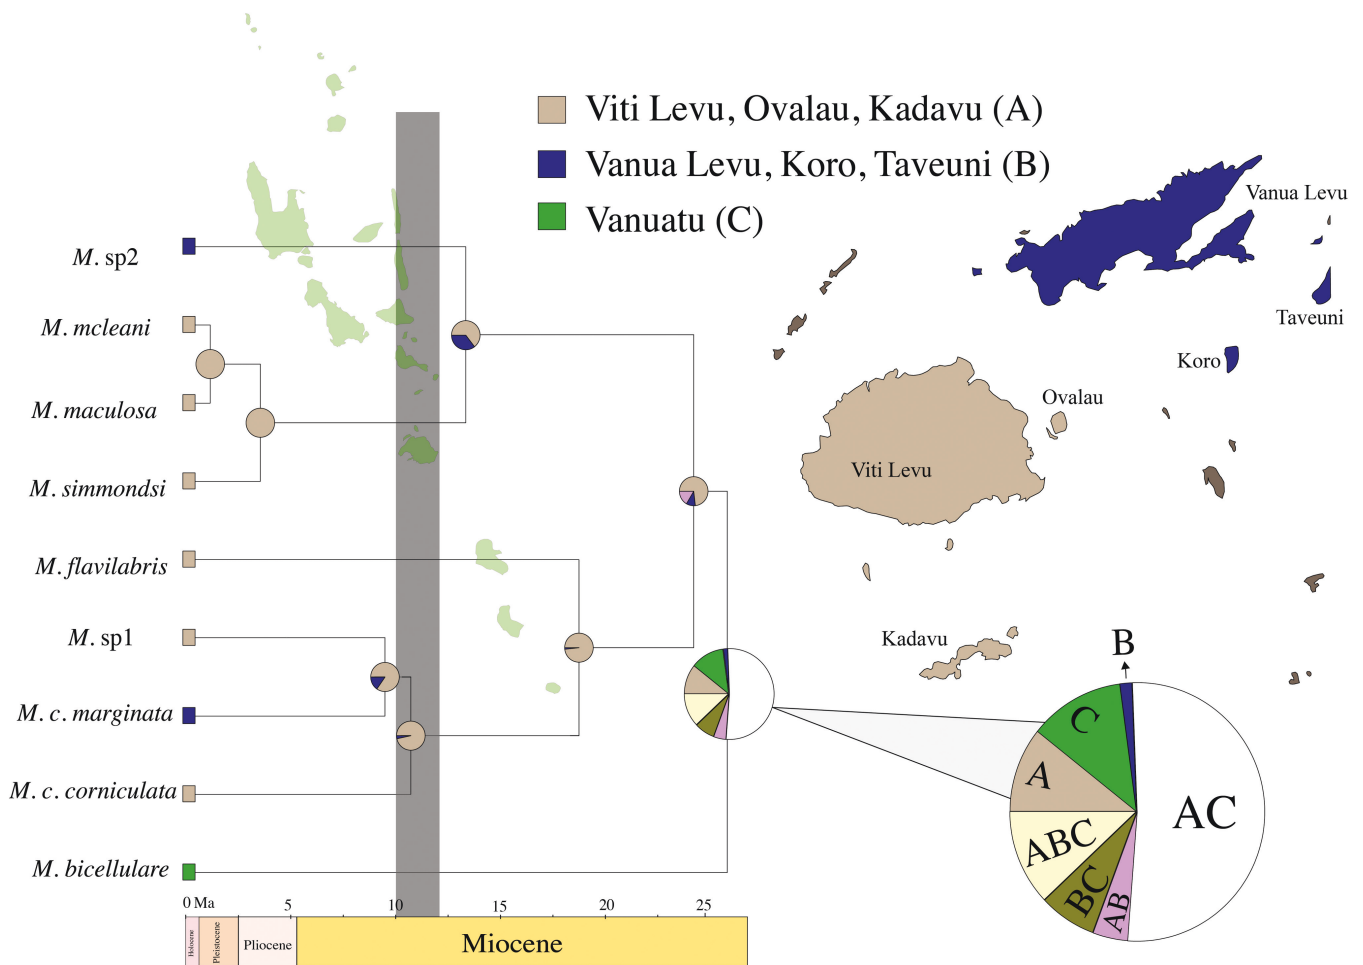 Viti Levu, Ovalau, Kadavu (A)
Vanua Levu, Koro, Taveuni (B)
Vanuatu (C)
Vanua Levu
Taveuni
Koro
Ovalau
Viti Levu
Kadavu
M. sp2
M. mcleani
M. maculosa
M. simmondsi
M. flavilabris
M. sp1
M. c. marginata
M. c. corniculata
M. bicellulare
B
C
A
AC
ABC
BC
AB
0 Ma 5 10 15 20 25
Holocene
Pleistocene
Pliocene
Miocene